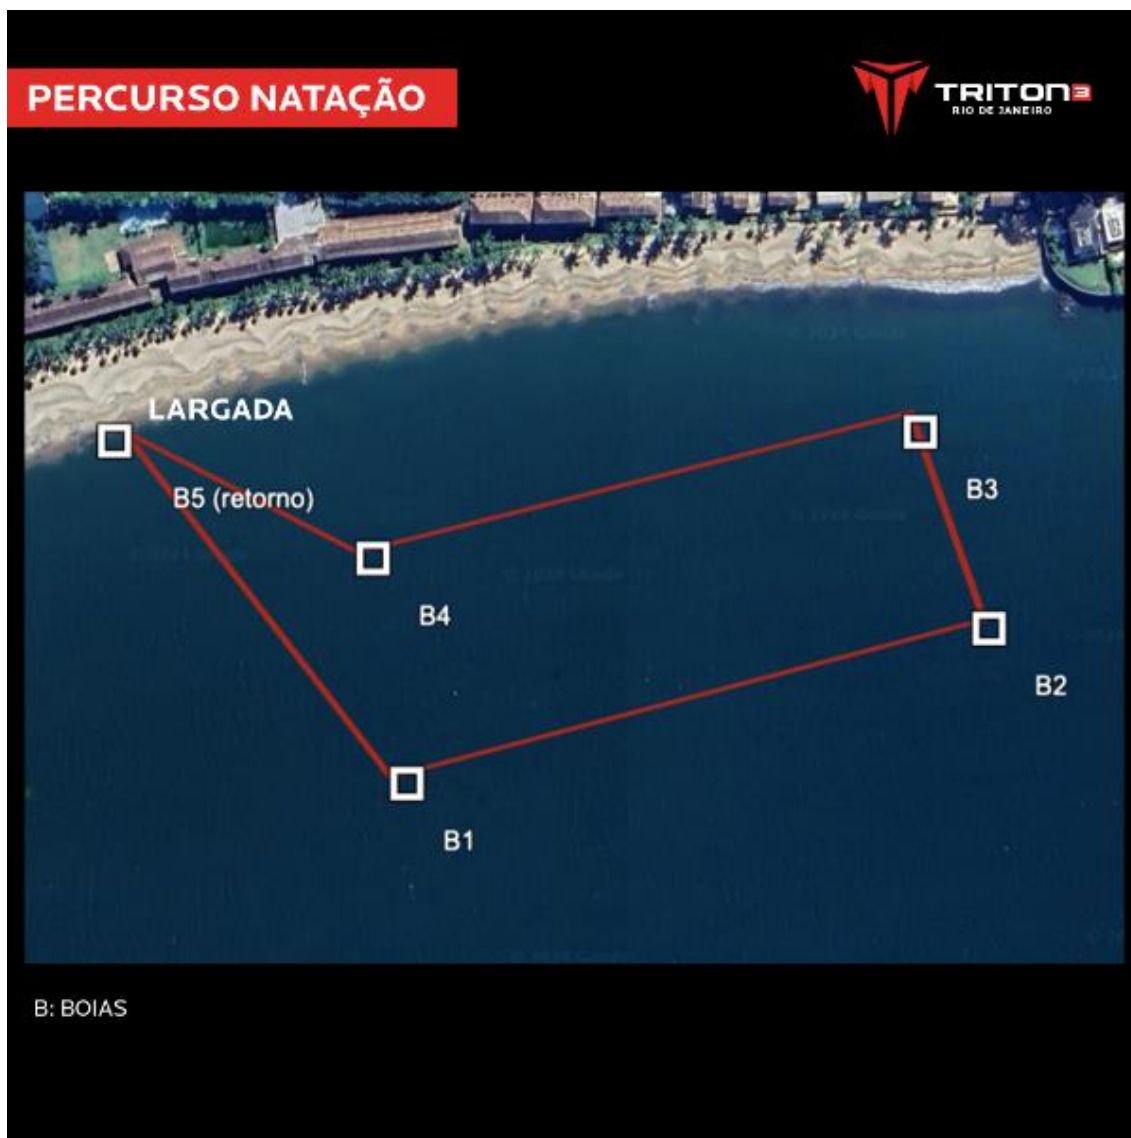 PERCURSO NATAÇÃO
TRITON3
RIO DE JANEIRO
LARGADA
B5 (retorno)
B3
B4
B2
B1
B: BOIAS